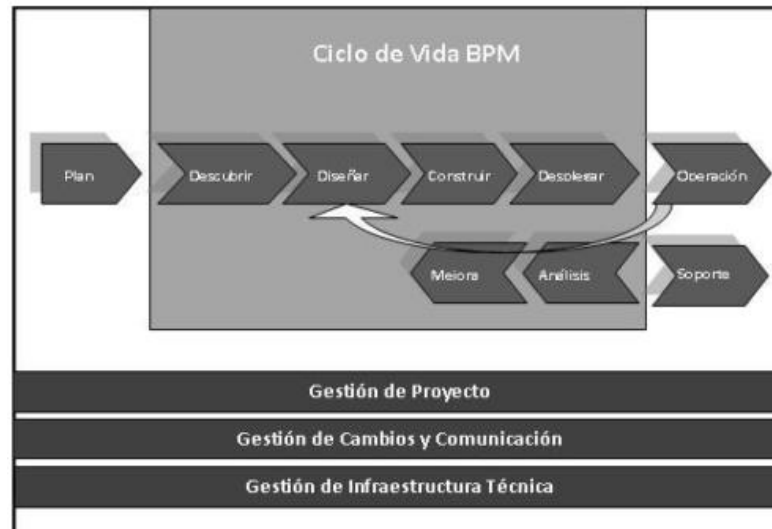 Ciclo de Vida BPM
Plan
Descubrir
Diseñar
Construir
Desplegar
Operación
Mejora
Análisis
Soporte
Gestión de Proyecto
Gestión de Cambios y Comunicación
Gestión de Infraestructura Técnica